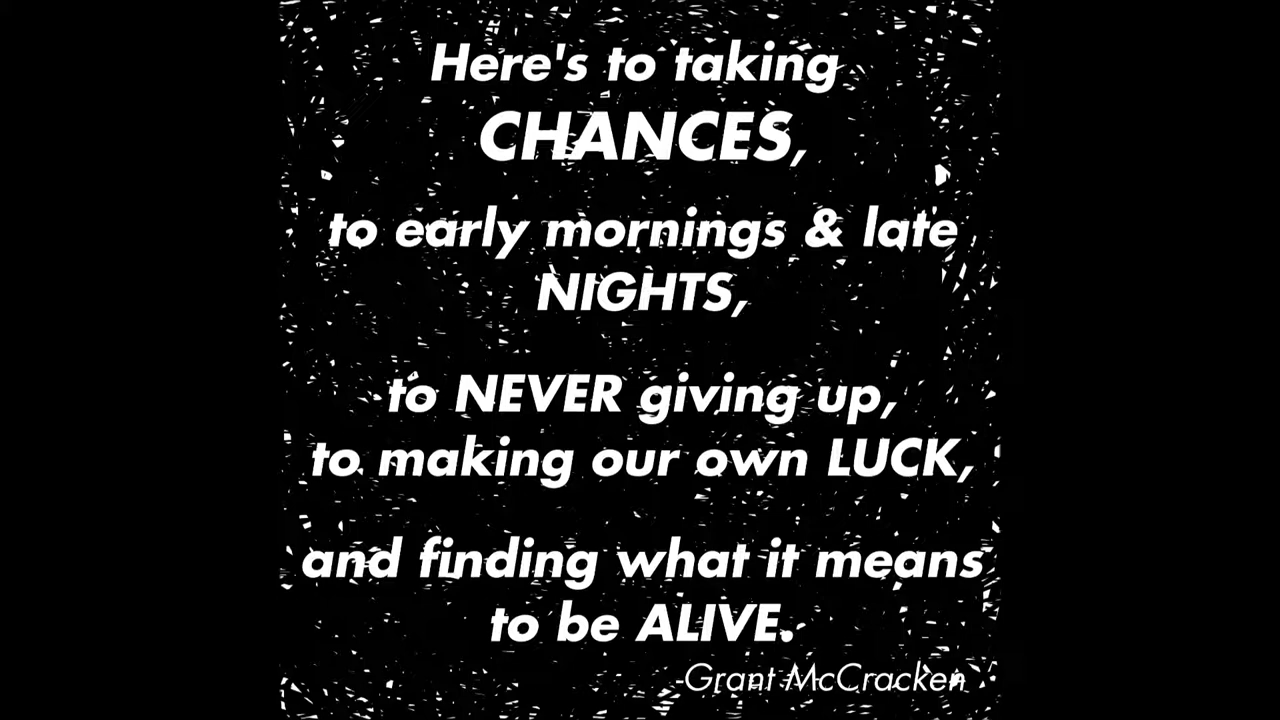 Here's to taking
CHANCES,
to early mornings & late
NIGHTS,
to NEVER giving up,
to making our own LUCK,
and finding what it means
to be ALIVE.
-Grant McCracken